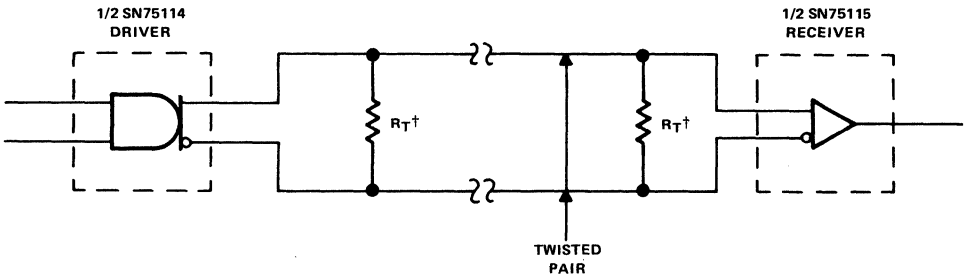 1/2 SN75114
DRIVER
1/2 SN75115
RECEIVER
RT†
RT†
TWISTED
PAIR